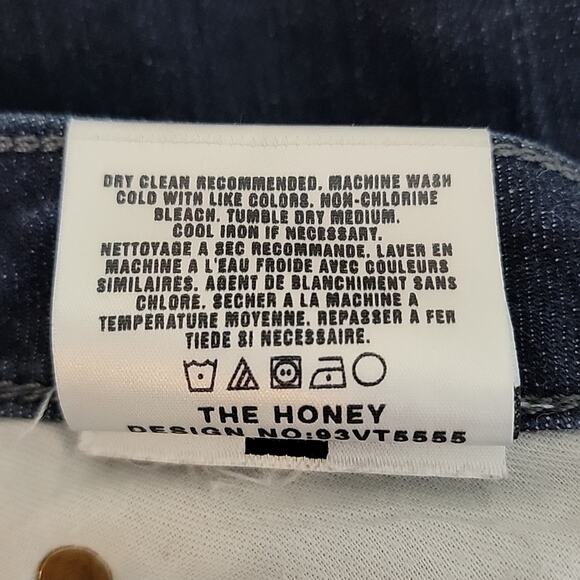 DRY CLEAN RECOMMENDED. MACHINE WASH
COLD WITH LIKE COLORS. NON-CHLORINE
BLEACH. TUMBLE DRY MEDIUM.
COOL IRON IF NECESSARY.
NETTOYAGE A SEC RECOMMANDE. LAVER EN
MACHINE A L'EAU FROIDE AVEC COULEURS
SIMILAIRES. AGENT DE BLANCHIMENT SANS
CHLORE. SECHER A LA MACHINE A
TEMPERATURE MOYENNE. REPASSER A FER
TIEDE SI NECESSAIRE.
THE HONEY
DESIGN NO:93VT5555